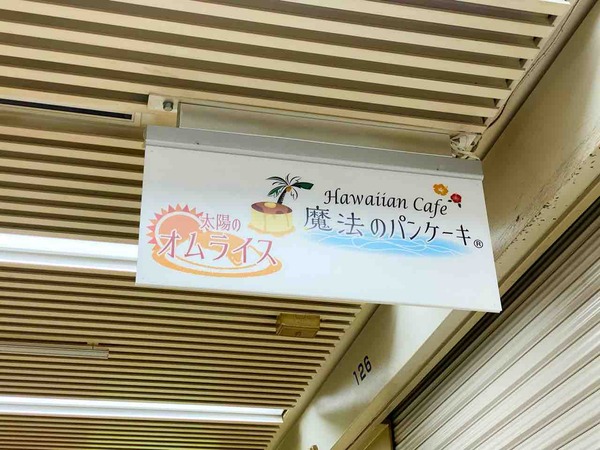 太陽の
オムライス
Hawaiian Cafe
魔法のパンケーキ®
126